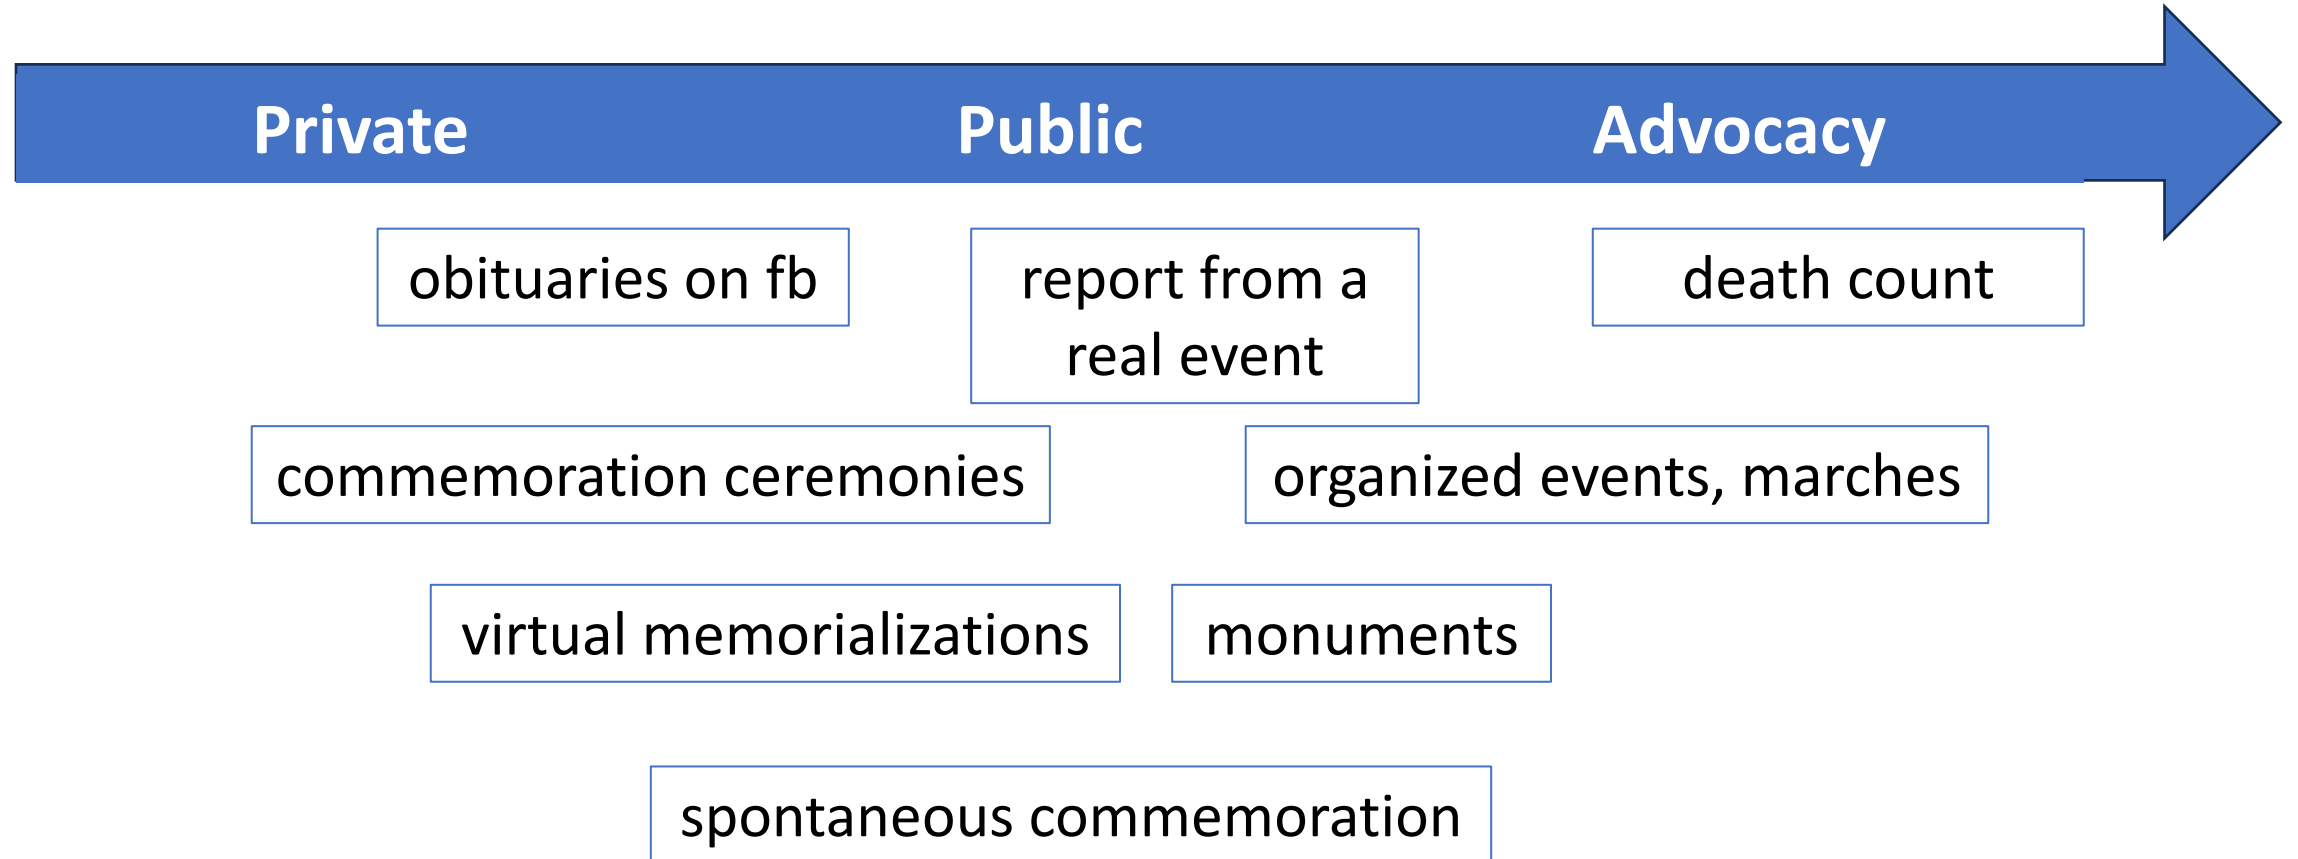 Private Public Advocacy
obituaries on fb
report from a
real event
death count
commemoration ceremonies
organized events, marches
virtual memorializations
monuments
spontaneous commemoration